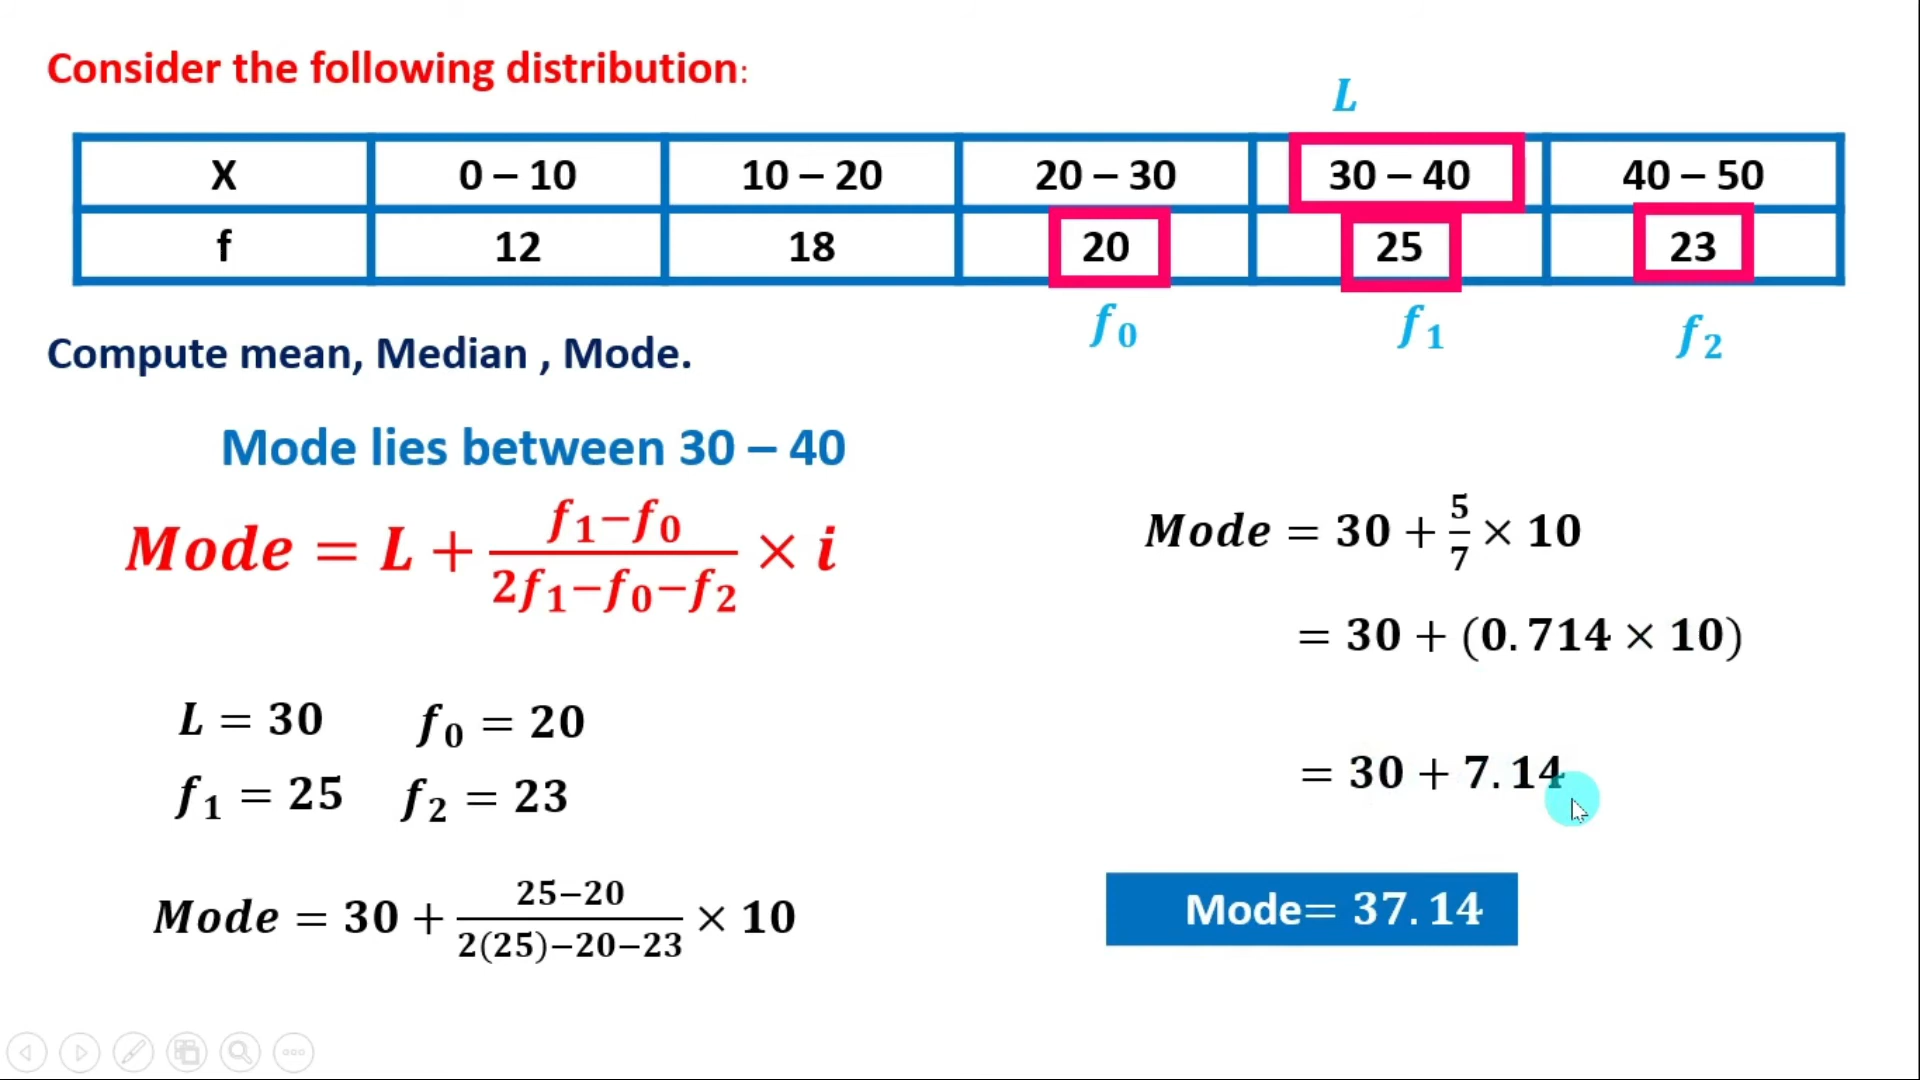 Consider the following distribution:
L
X 0 – 10 10 – 20 20 – 30 30 – 40 40 – 50
f 12 18 20 25 23
f₀ f₁ f₂
Compute mean, Median , Mode.
Mode lies between 30 – 40
Mode = L + (f₁−f₀)/(2f₁−f₀−f₂) × i
L = 30 f₀ = 20
f₁ = 25 f₂ = 23
Mode = 30 + (25−20)/(2(25)−20−23) × 10
Mode = 30 + 5/7 × 10
= 30 + (0.714 × 10)
= 30 + 7.14
Mode= 37.14